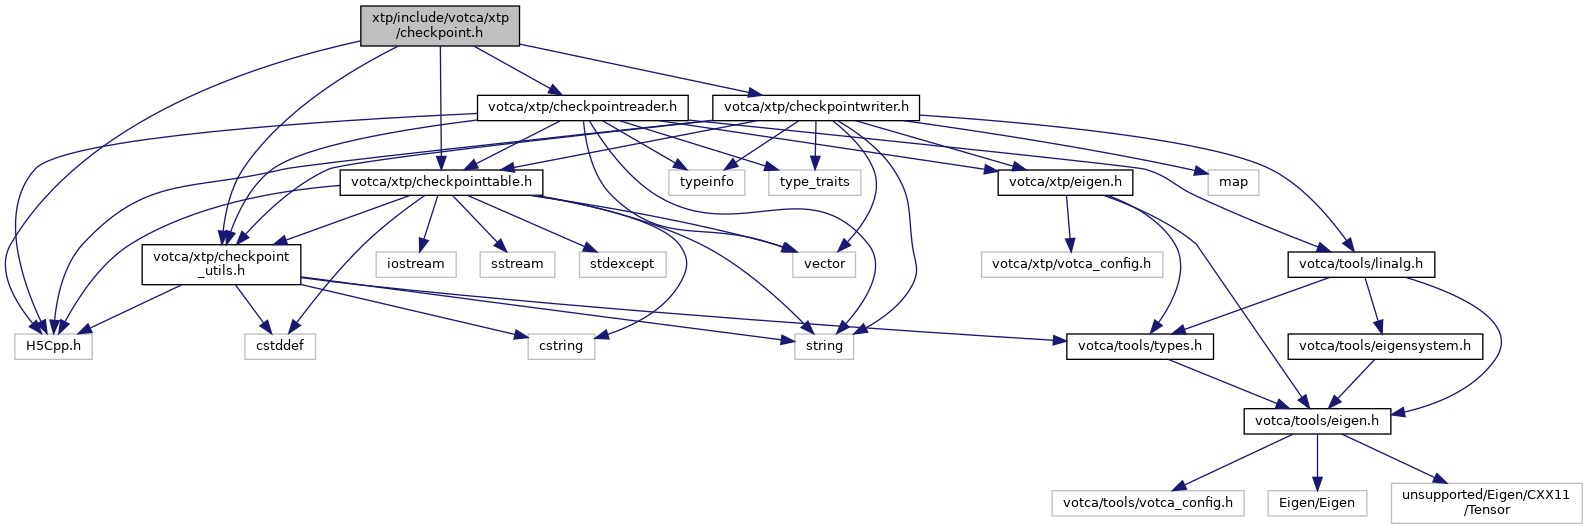 xtp/include/votca/xtp
/checkpoint.h
votca/xtp/checkpointreader.h
votca/xtp/checkpointwriter.h
votca/xtp/checkpointtable.h
typeinfo
type_traits
votca/xtp/eigen.h
map
votca/xtp/checkpoint
_utils.h
iostream
sstream
stdexcept
vector
votca/xtp/votca_config.h
votca/tools/linalg.h
H5Cpp.h
cstddef
cstring
string
votca/tools/types.h
votca/tools/eigensystem.h
votca/tools/eigen.h
votca/tools/votca_config.h
Eigen/Eigen
unsupported/Eigen/CXX11
/Tensor